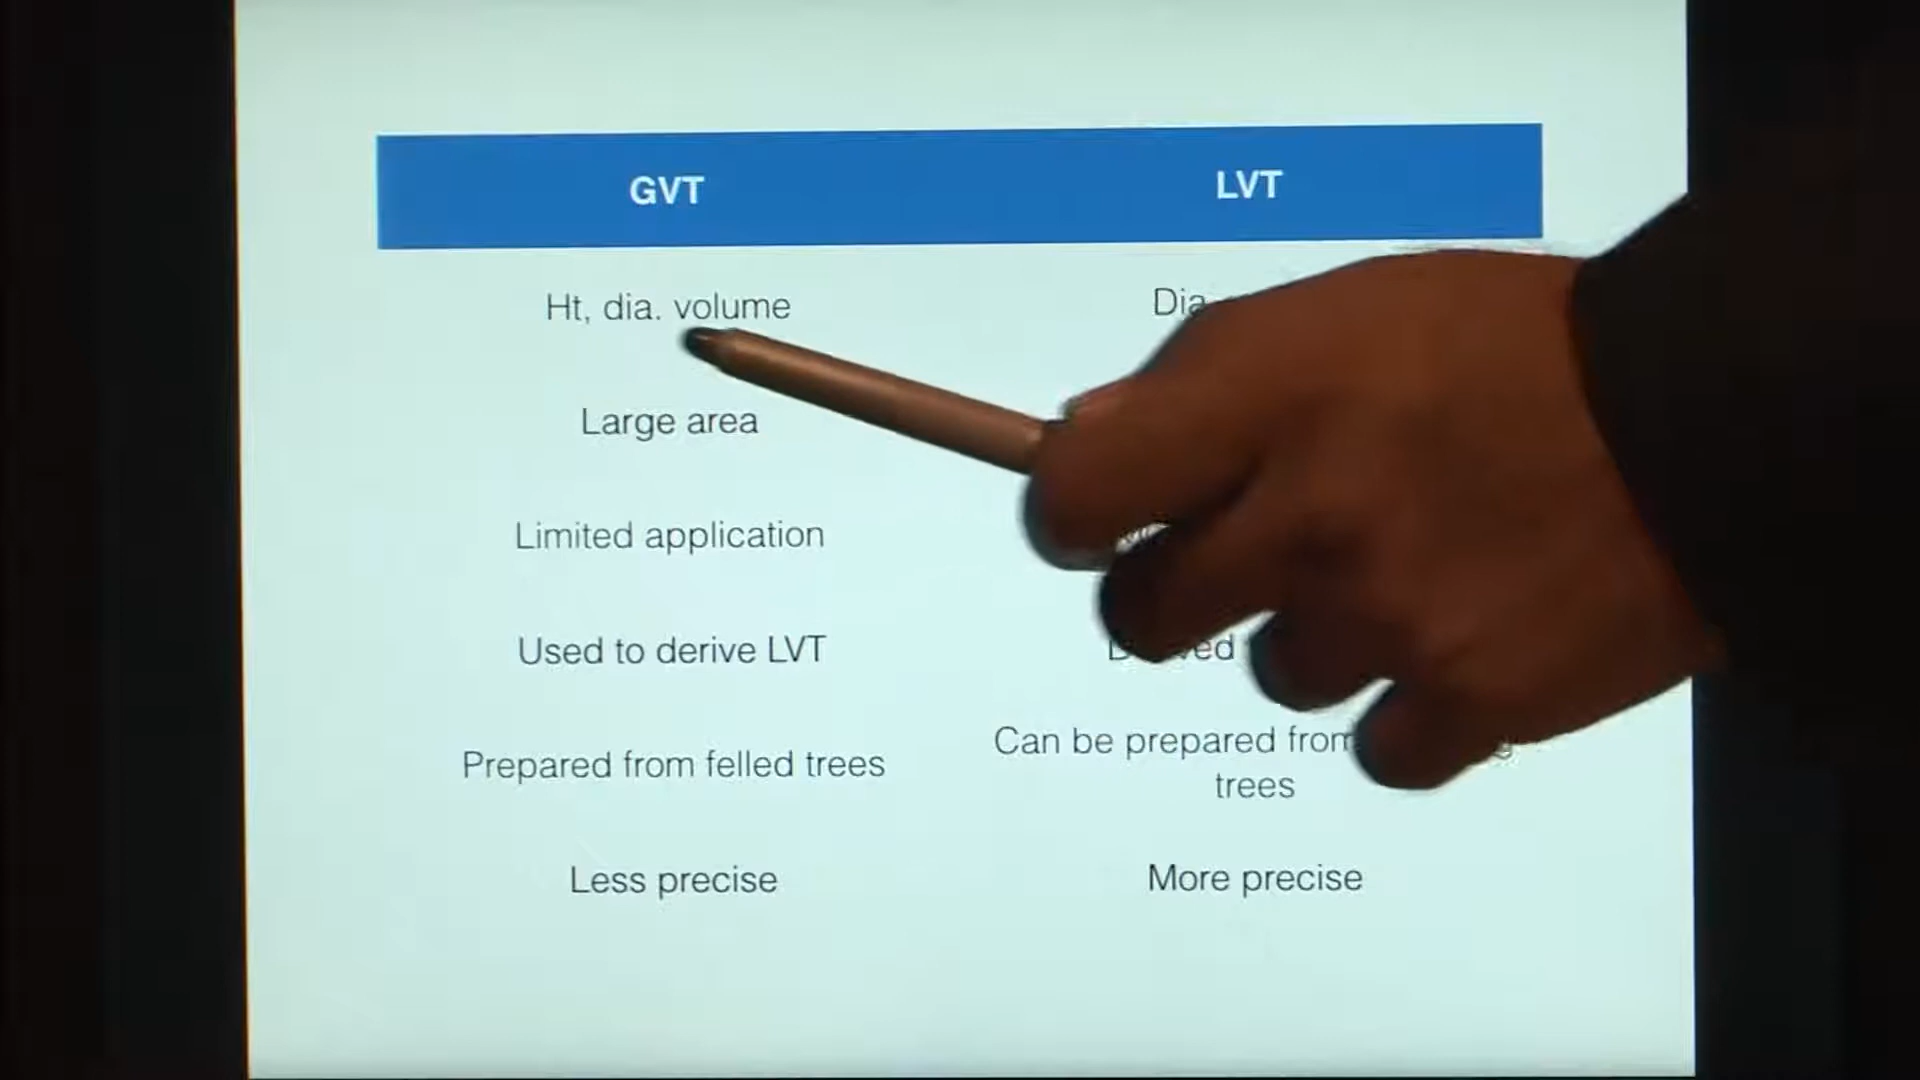 GVT LVT
Ht, dia. volume Dia
Large area
Limited application
Used to derive LVT
Prepared from felled trees Can be prepared from
trees
Less precise More precise